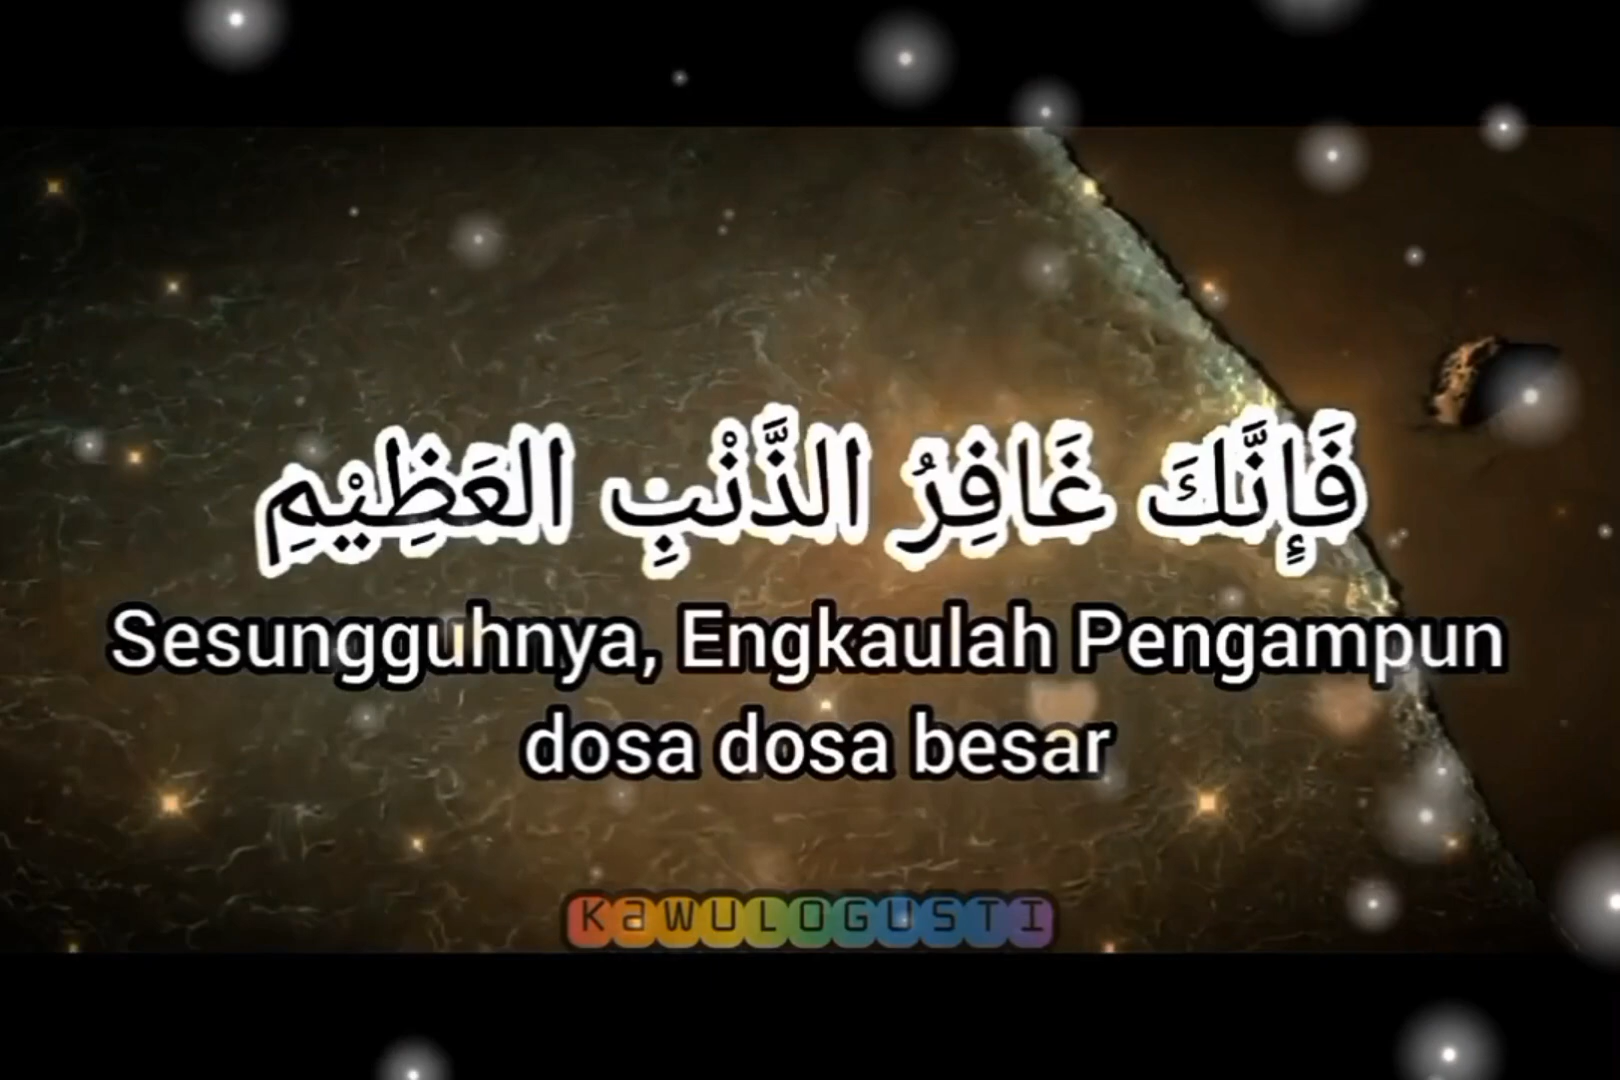 فَإِنَّكَ غَافِرُ الذَّنْبِ العَظِيْمِ
Sesungguhnya, Engkaulah Pengampun
dosa dosa besar
KaWULOGUSTI